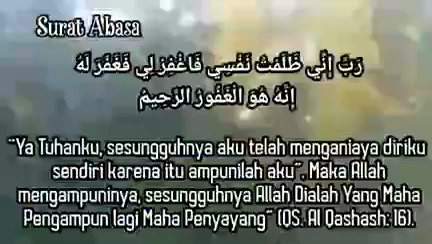 Surat Abasa
رَبِّ إِنِّي ظَلَمْتُ نَفْسِي فَاغْفِرْ لِي فَغَفَرَ لَهُ
إِنَّهُ هُوَ الْغَفُورُ الرَّحِيمُ
"Ya Tuhanku, sesungguhnya aku telah menganiaya diriku
sendiri karena itu ampunilah aku". Maka Allah
mengampuninya, sesungguhnya Allah Dialah Yang Maha
Pengampun lagi Maha Penyayang" (QS. Al Qashash: 16).